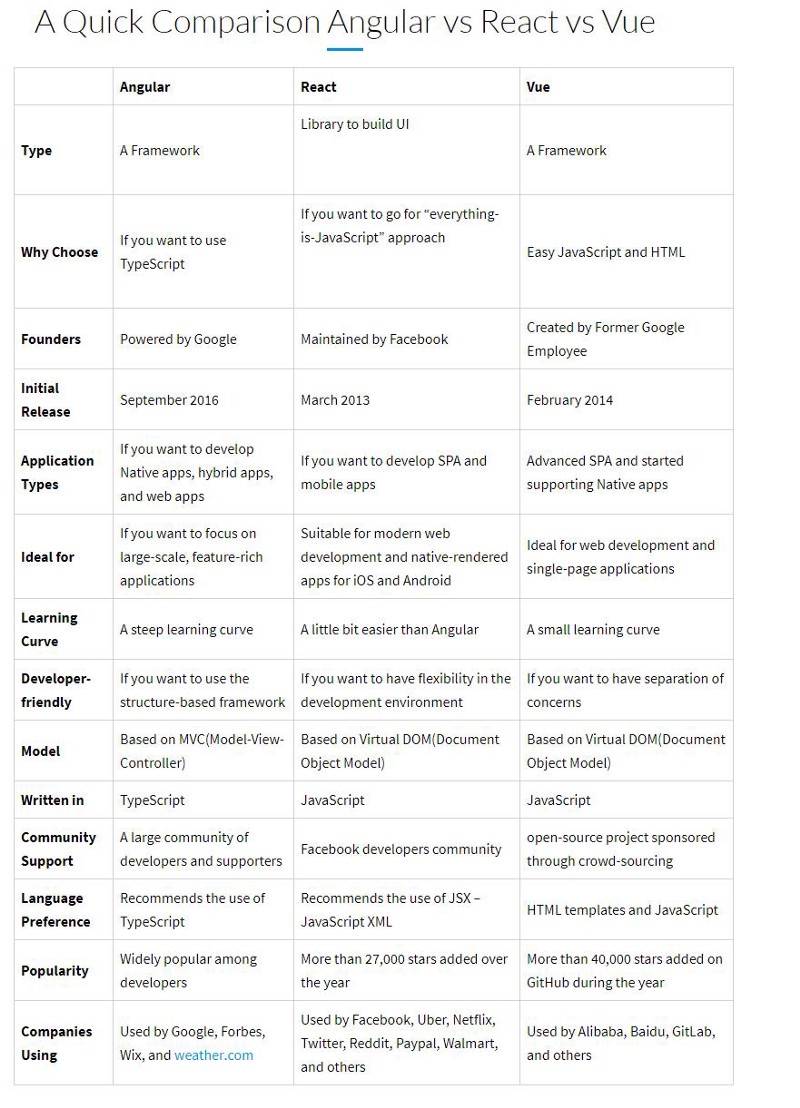 A Quick Comparison Angular vs React vs Vue
Angular
React
Vue
Type
A Framework
Library to build UI
A Framework
Why Choose
If you want to use
TypeScript
If you want to go for “everything-
is-JavaScript” approach
Easy JavaScript and HTML
Founders
Powered by Google
Maintained by Facebook
Created by Former Google
Employee
Initial
Release
September 2016
March 2013
February 2014
Application
Types
If you want to develop
Native apps, hybrid apps,
and web apps
If you want to develop SPA and
mobile apps
Advanced SPA and started
supporting Native apps
Ideal for
If you want to focus on
large-scale, feature-rich
applications
Suitable for modern web
development and native-rendered
apps for iOS and Android
Ideal for web development and
single-page applications
Learning
Curve
A steep learning curve
A little bit easier than Angular
A small learning curve
Developer-
friendly
If you want to use the
structure-based framework
If you want to have flexibility in the
development environment
If you want to have separation of
concerns
Model
Based on MVC(Model-View-
Controller)
Based on Virtual DOM(Document
Object Model)
Based on Virtual DOM(Document
Object Model)
Written in
TypeScript
JavaScript
JavaScript
Community
Support
A large community of
developers and supporters
Facebook developers community
open-source project sponsored
through crowd-sourcing
Language
Preference
Recommends the use of
TypeScript
Recommends the use of JSX –
JavaScript XML
HTML templates and JavaScript
Popularity
Widely popular among
developers
More than 27,000 stars added over
the year
More than 40,000 stars added on
GitHub during the year
Companies
Using
Used by Google, Forbes,
Wix, and weather.com
Used by Facebook, Uber, Netflix,
Twitter, Reddit, Paypal, Walmart,
and others
Used by Alibaba, Baidu, GitLab,
and others